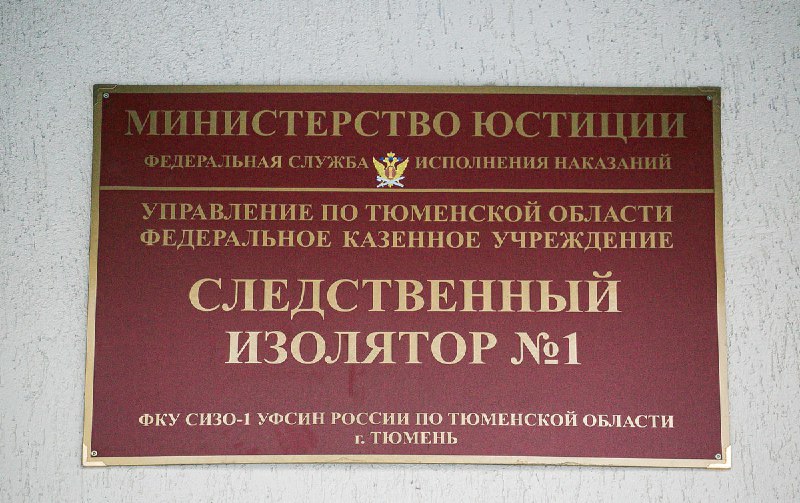 МИНИСТЕРСТВО ЮСТИЦИИ
ФЕДЕРАЛЬНАЯ СЛУЖБА ИСПОЛНЕНИЯ НАКАЗАНИЙ
УПРАВЛЕНИЕ ПО ТЮМЕНСКОЙ ОБЛАСТИ
ФЕДЕРАЛЬНОЕ КАЗЕННОЕ УЧРЕЖДЕНИЕ
СЛЕДСТВЕННЫЙ
ИЗОЛЯТОР №1
ФКУ СИЗО-1 УФСИН РОССИИ ПО ТЮМЕНСКОЙ ОБЛАСТИ
г. ТЮМЕНЬ